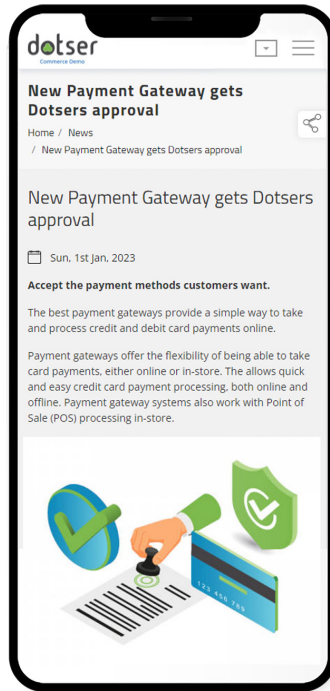 dotser
Commerce Demo
New Payment Gateway gets
Dotsers approval
Home / News
/ New Payment Gateway gets Dotsers approval
New Payment Gateway gets Dotsers
approval
Sun, 1st Jan, 2023
Accept the payment methods customers want.
The best payment gateways provide a simple way to take
and process credit and debit card payments online.
Payment gateways offer the flexibility of being able to take
card payments, either online or in-store. The allows quick
and easy credit card payment processing, both online and
offline. Payment gateway systems also work with Point of
Sale (POS) processing in-store.
123 456 789